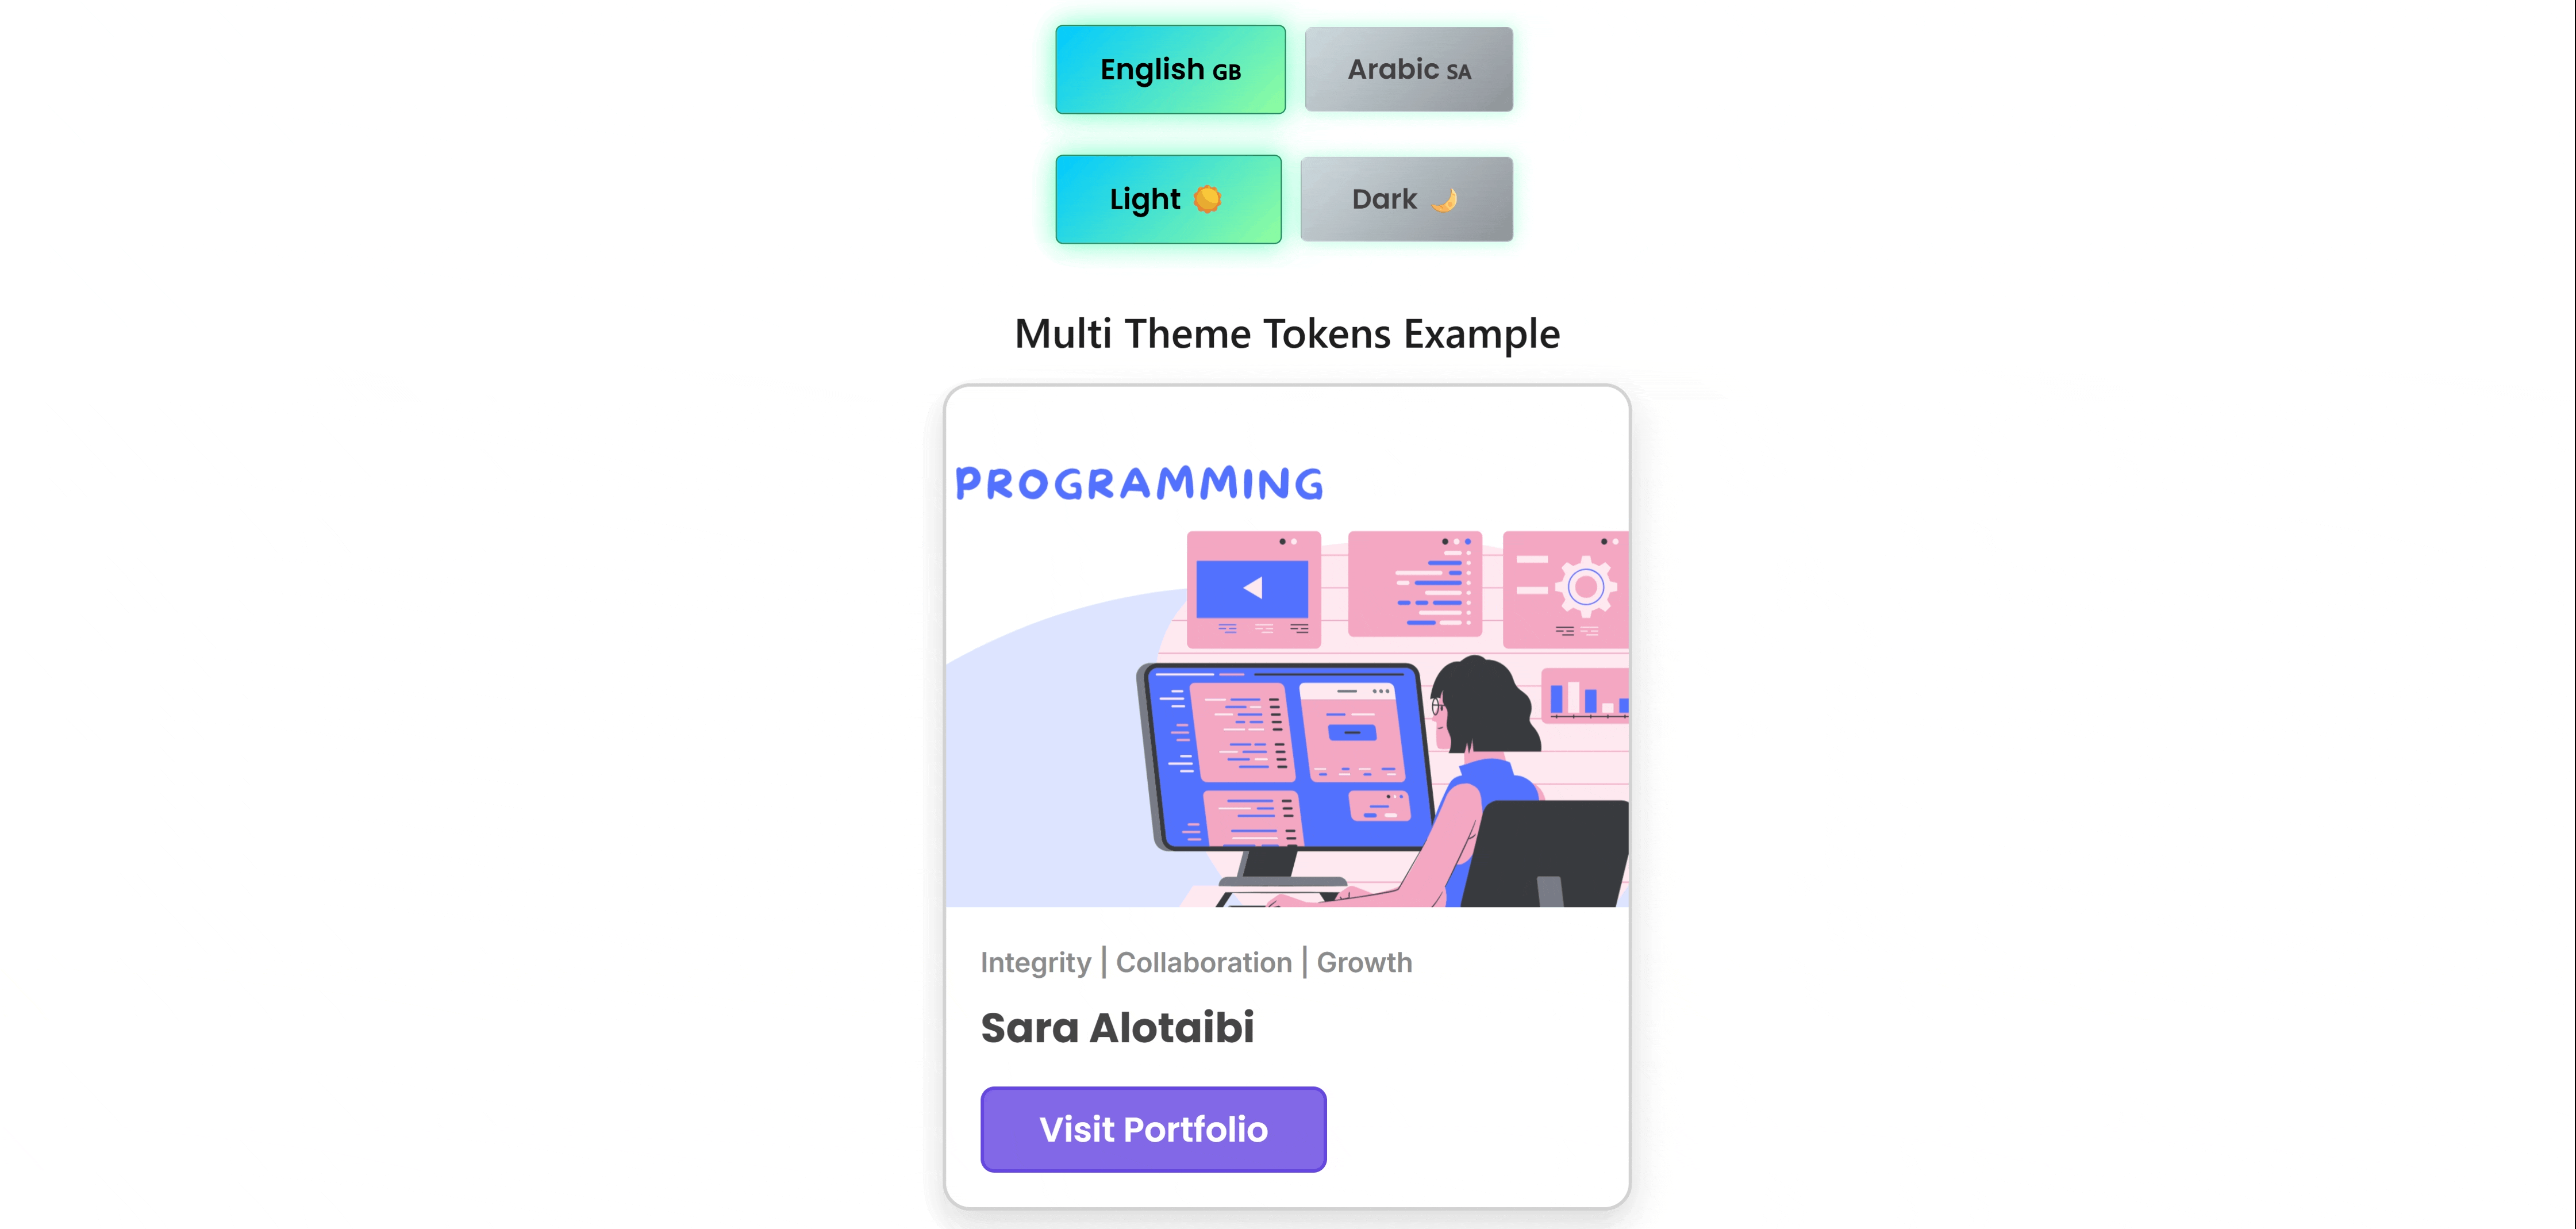 English GB
Arabic SA
Light
Dark
Multi Theme Tokens Example
PROGRAMMING
Integrity | Collaboration | Growth
Sara Alotaibi
Visit Portfolio